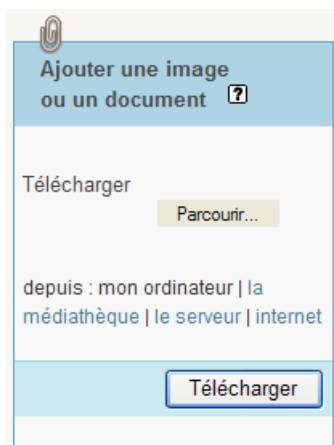 Ajouter une image
ou un document ?
Télécharger
Parcourir...
depuis : mon ordinateur | la
médiathèque | le serveur | internet
Télécharger